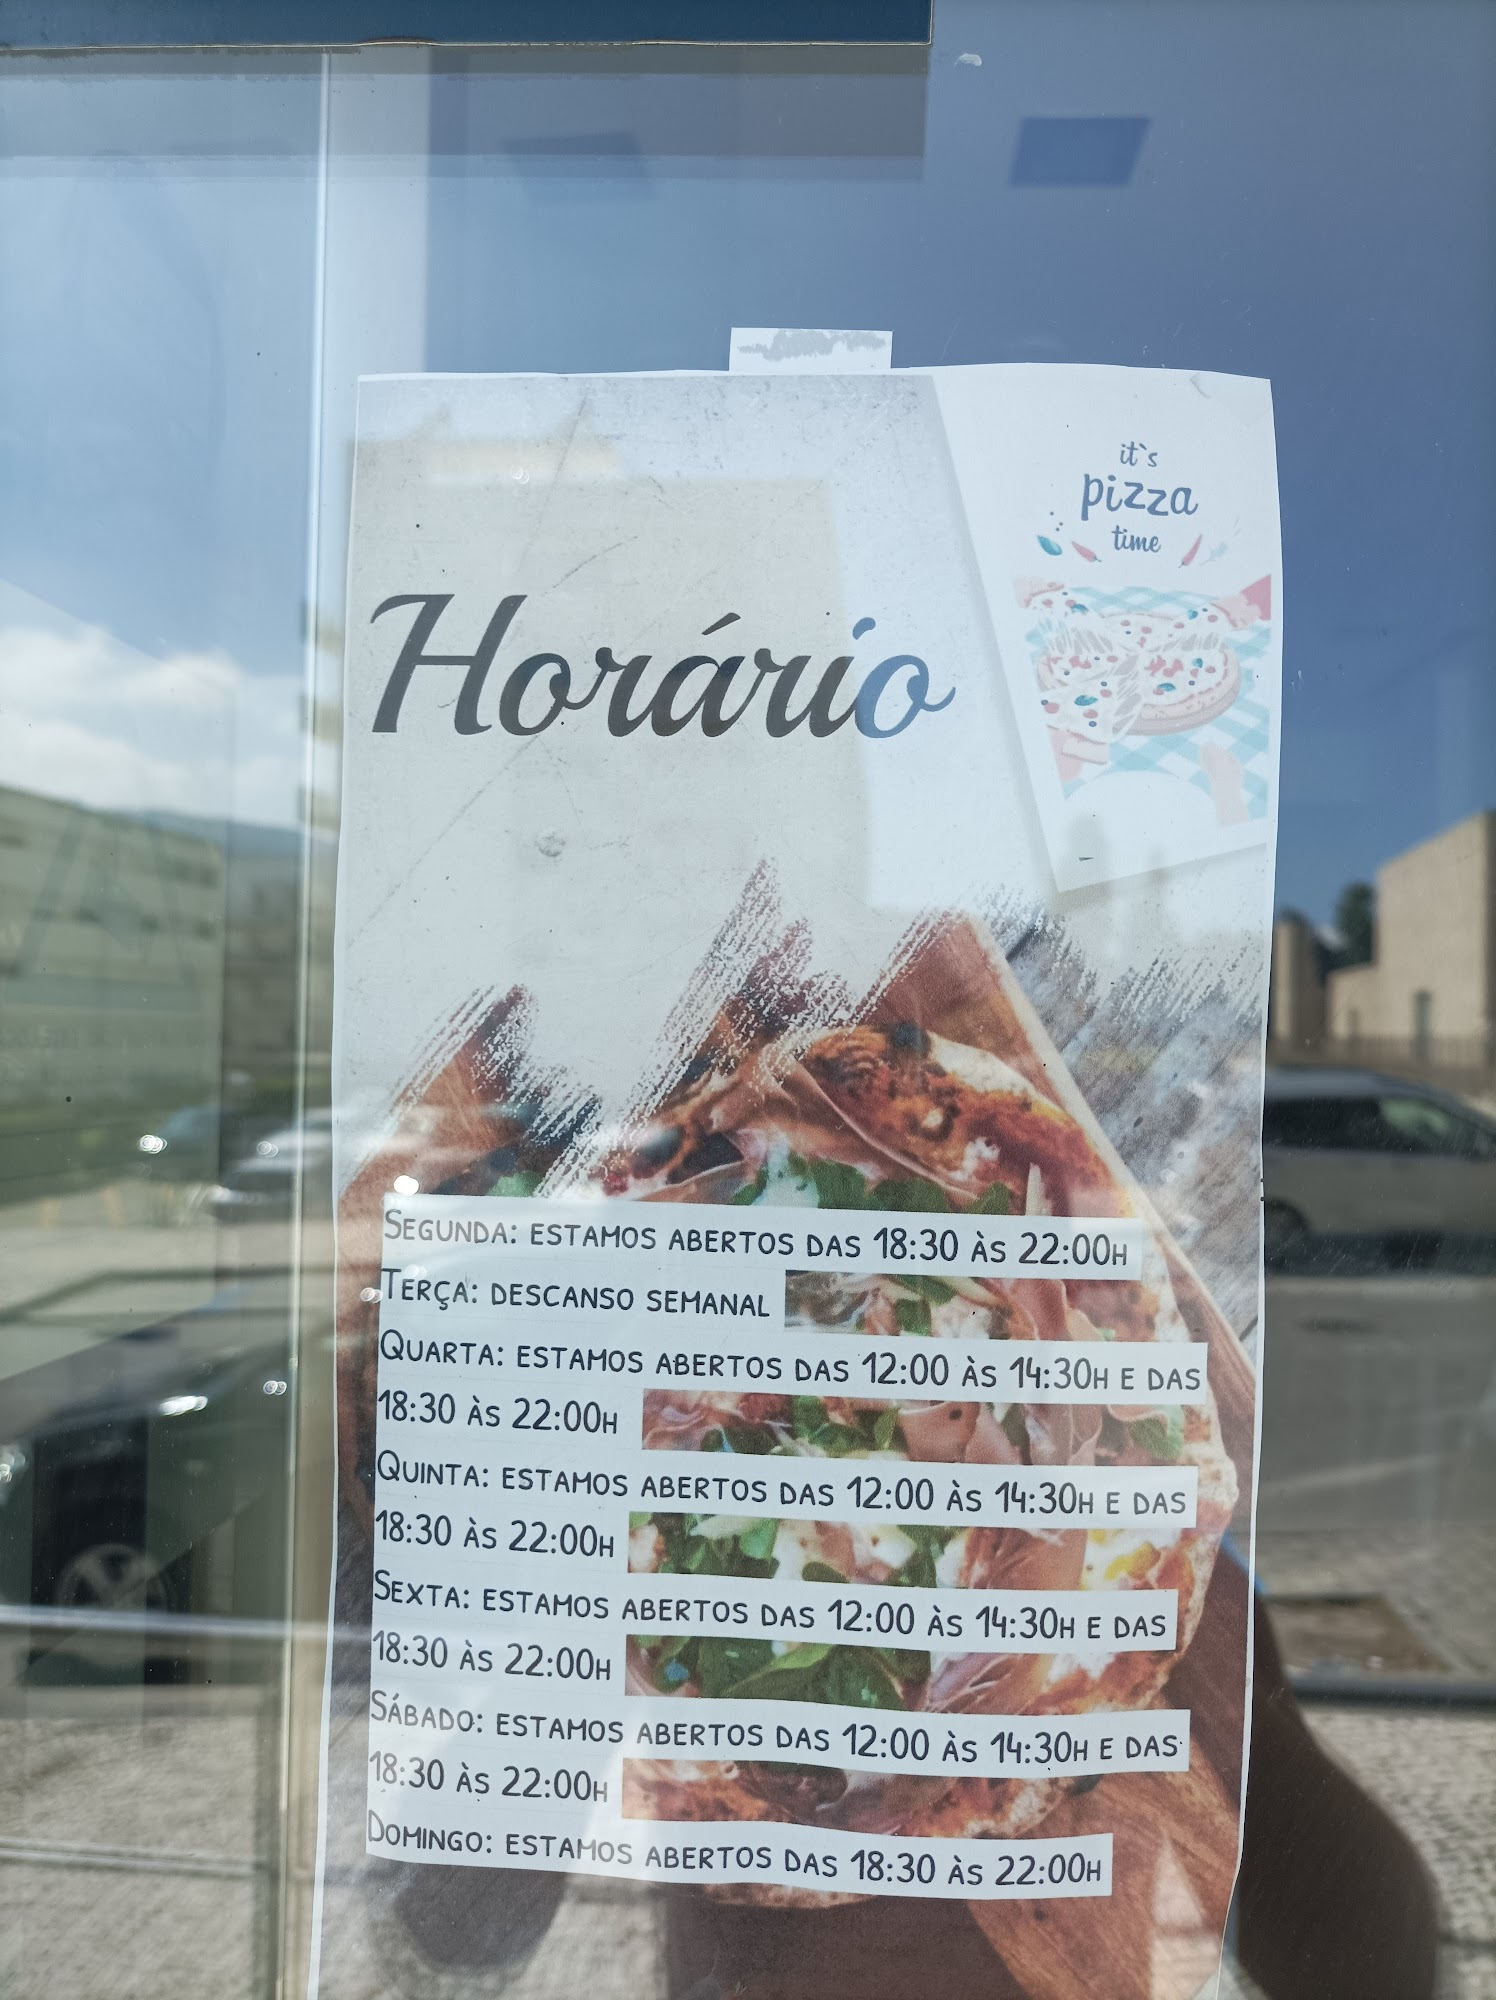 it`s
pizza
time
Horário
SEGUNDA: ESTAMOS ABERTOS DAS 18:30 ÀS 22:00H
TERÇA: DESCANSO SEMANAL
QUARTA: ESTAMOS ABERTOS DAS 12:00 ÀS 14:30H E DAS
18:30 ÀS 22:00H
QUINTA: ESTAMOS ABERTOS DAS 12:00 ÀS 14:30H E DAS
18:30 ÀS 22:00H
SEXTA: ESTAMOS ABERTOS DAS 12:00 ÀS 14:30H E DAS
18:30 ÀS 22:00H
SÁBADO: ESTAMOS ABERTOS DAS 12:00 ÀS 14:30H E DAS
18:30 ÀS 22:00H
DOMINGO: ESTAMOS ABERTOS DAS 18:30 ÀS 22:00H